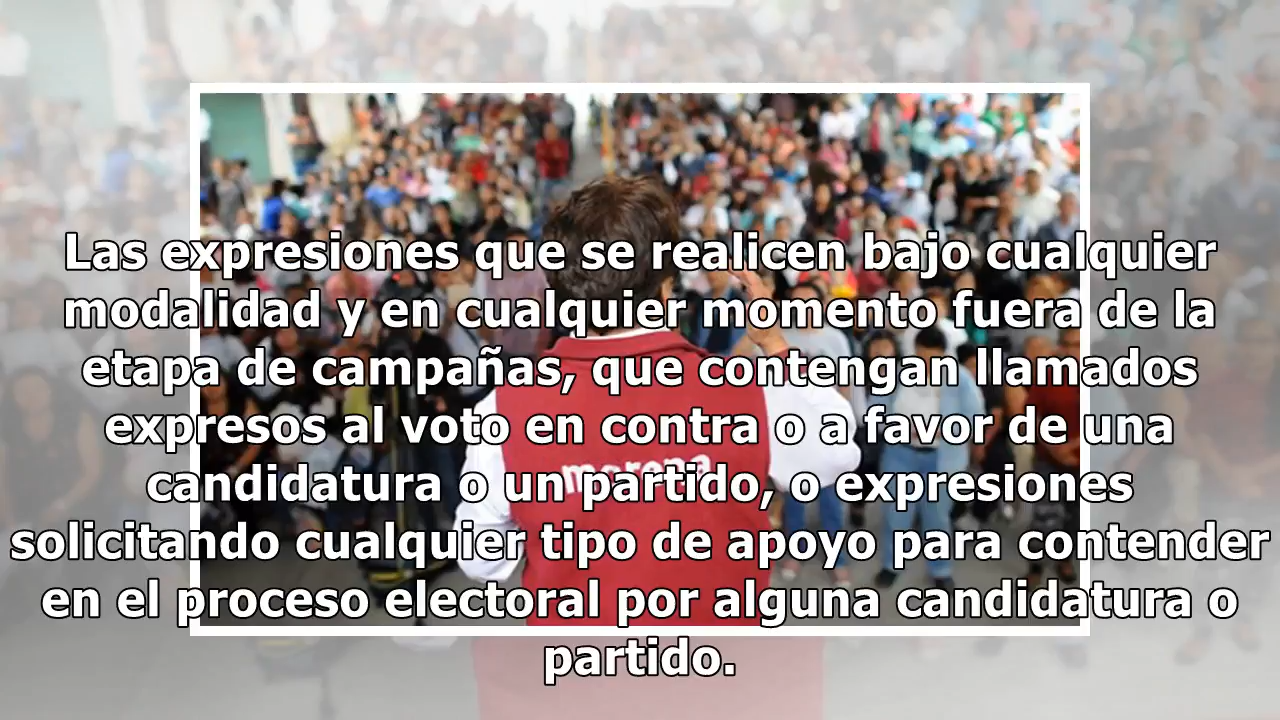 Las expresiones que se realicen bajo cualquier
modalidad y en cualquier momento fuera de la
etapa de campañas, que contengan llamados
expresos al voto en contra o a favor de una
candidatura o un partido, o expresiones
solicitando cualquier tipo de apoyo para contender
en el proceso electoral por alguna candidatura o
partido.
morena